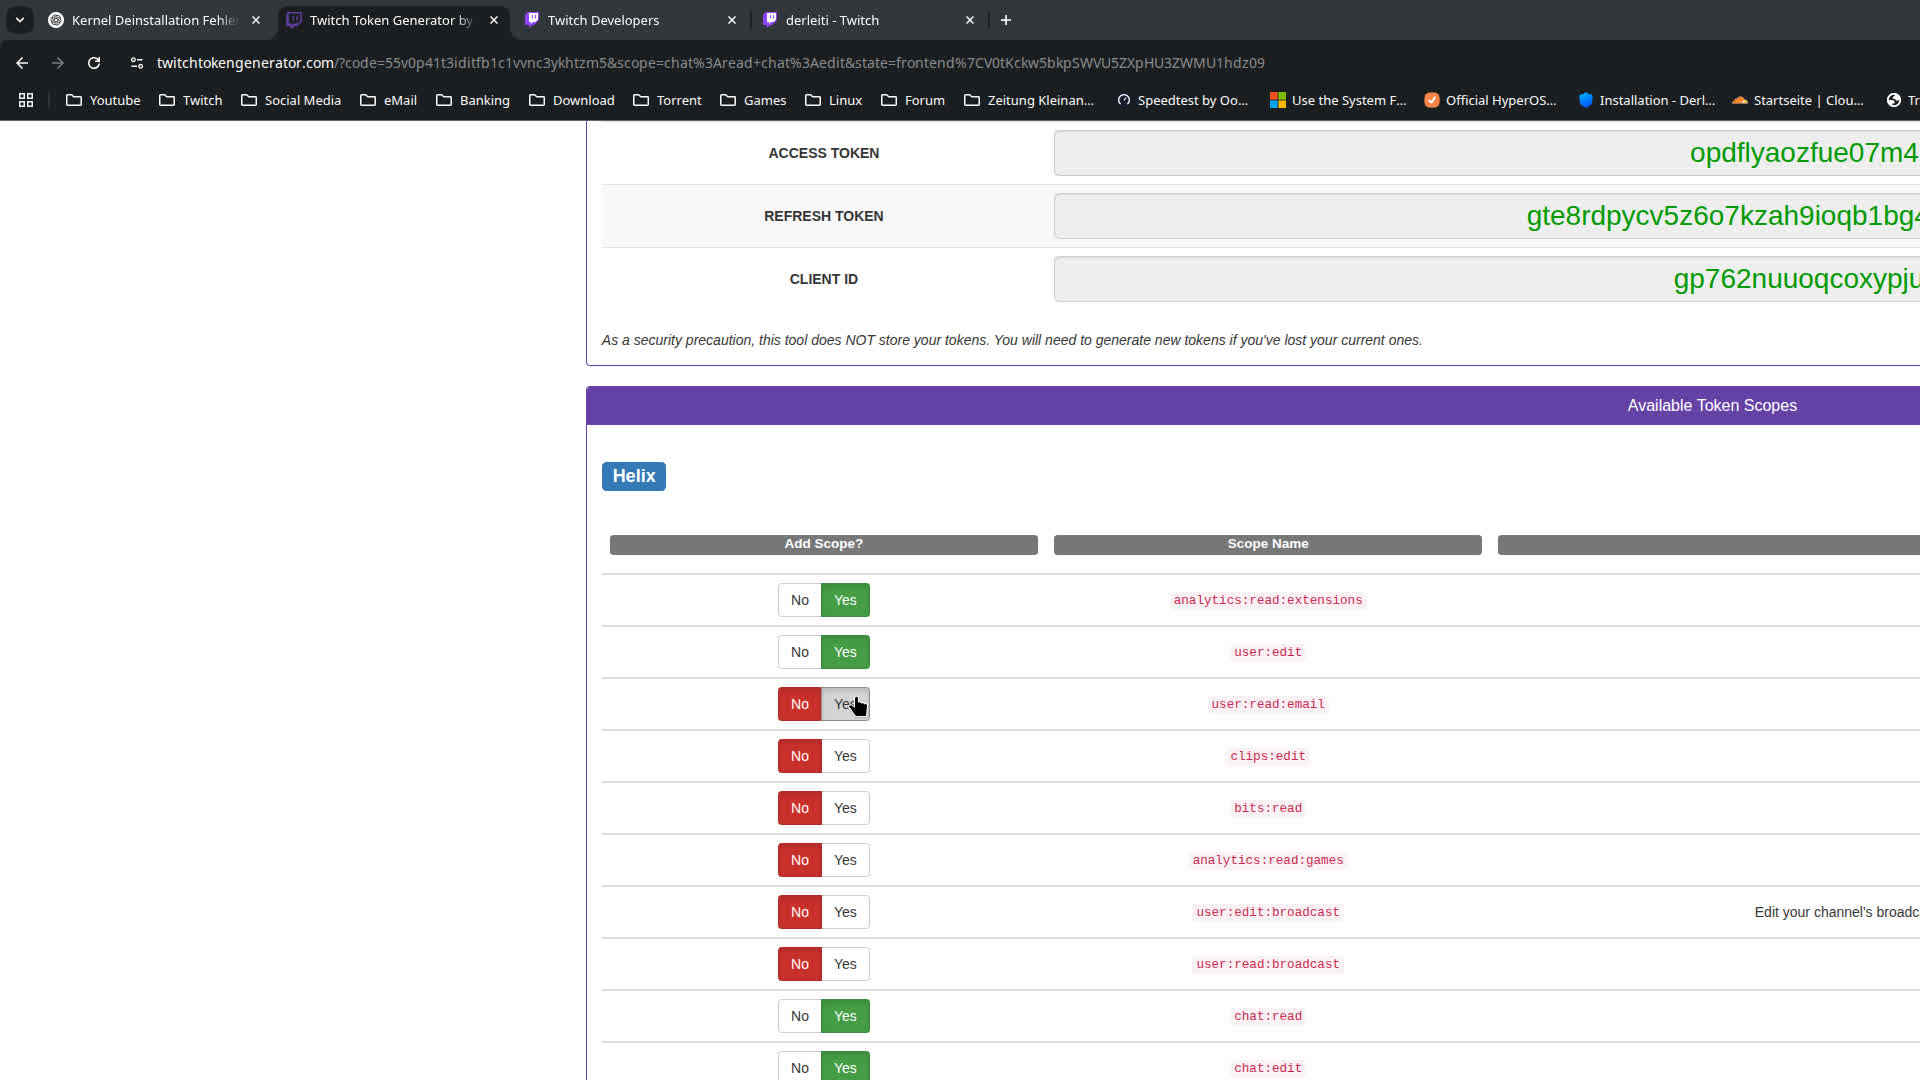 Kernel Deinstallation Fehle
Twitch Token Generator by
Twitch Developers
derleiti - Twitch
twitchtokengenerator.com/?code=55v0p41t3iditfb1c1vvnc3ykhtzm5&scope=chat%3Aread+chat%3Aedit&state=frontend%7CV0tKckw5bkpSWVU5ZXpHU3ZWMU1hdz09
Youtube
Twitch
Social Media
eMail
Banking
Download
Torrent
Games
Linux
Forum
Zeitung Kleinan...
Speedtest by Oo...
Use the System F...
Official HyperOS...
Installation - Derl...
Startseite | Clou...
Tr
ACCESS TOKEN
opdflyaozfue07m4
REFRESH TOKEN
gte8rdpycv5z6o7kzah9ioqb1bg4
CLIENT ID
gp762nuuoqcoxypju
As a security precaution, this tool does NOT store your tokens. You will need to generate new tokens if you've lost your current ones.
Available Token Scopes
Helix
Add Scope? Scope Name
No Yes analytics:read:extensions
No Yes user:edit
No Yes user:read:email
No Yes clips:edit
No Yes bits:read
No Yes analytics:read:games
No Yes user:edit:broadcast Edit your channel's broadc
No Yes user:read:broadcast
No Yes chat:read
No Yes chat:edit